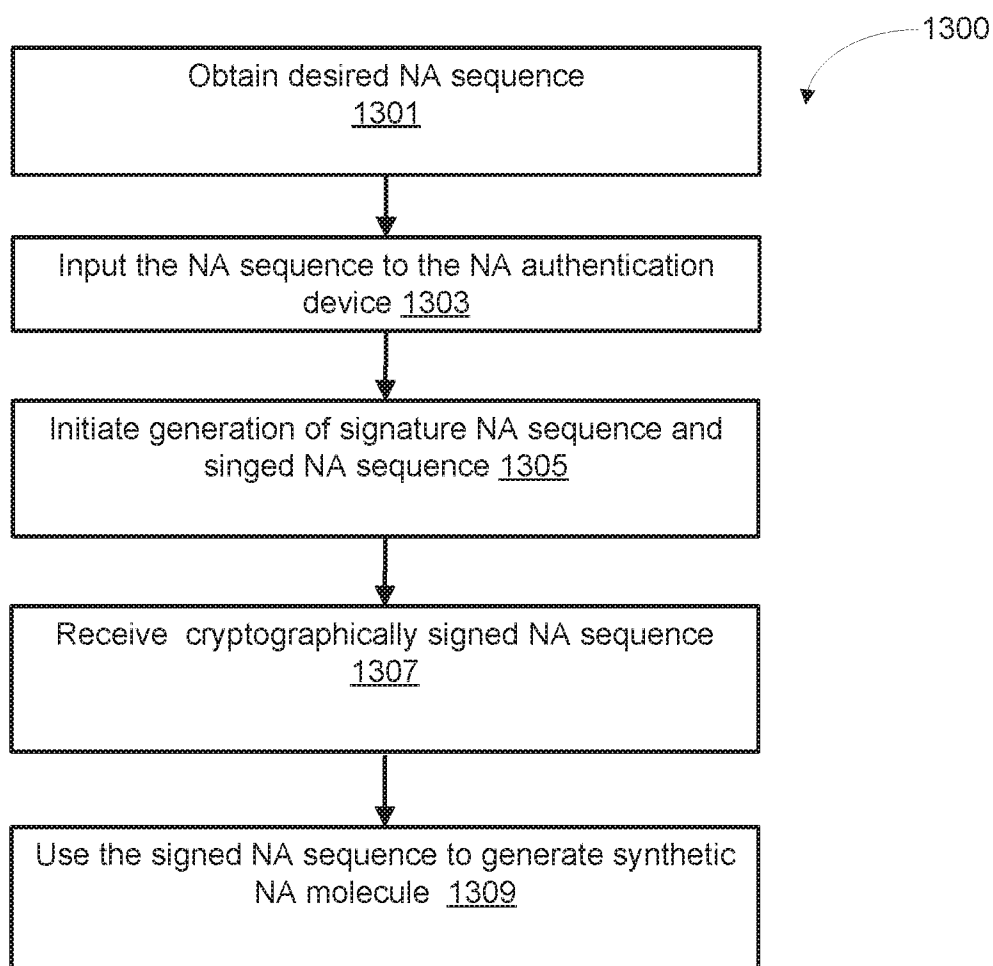 1300
Obtain desired NA sequence
1301
Input the NA sequence to the NA authentication
device 1303
Initiate generation of signature NA sequence and
singed NA sequence 1305
Receive cryptographically signed NA sequence
1307
Use the signed NA sequence to generate synthetic
NA molecule 1309